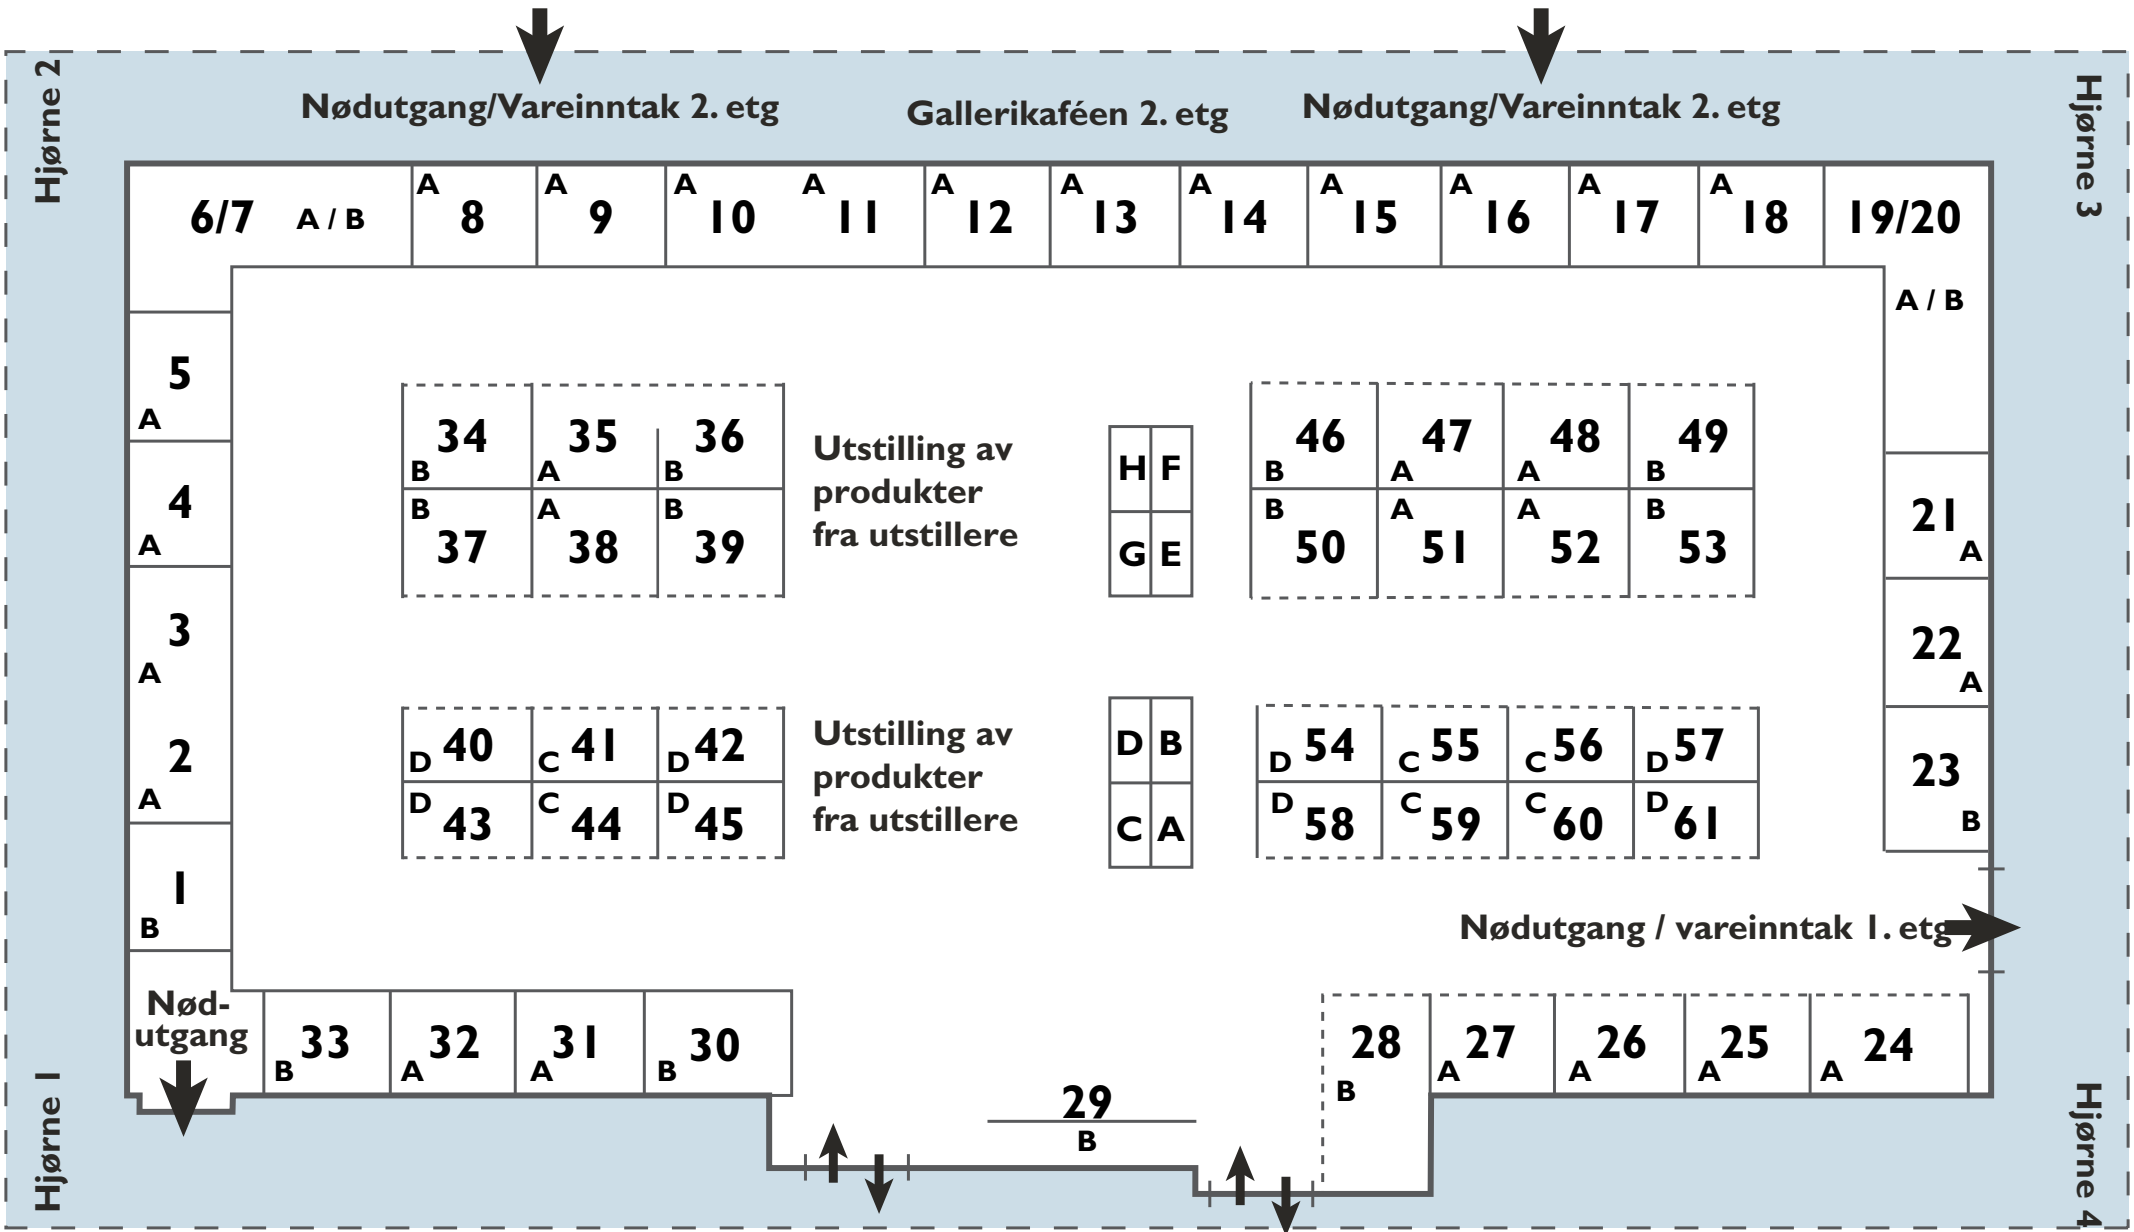 Hjørne 2
Nødutgang/Vareinntak 2. etg
Gallerikaféen 2. etg
Nødutgang/Vareinntak 2. etg
Hjørne 3
6/7 A / B
A 8
A 9
A 10
A 11
A 12
A 13
A 14
A 15
A 16
A 17
A 18
19/20
A / B
5
A
4
A
3
A
2
A
1
B
34
B
35
A
36
B
B
37
A
38
B
39
Utstilling av
produkter
fra utstillere
H F
G E
46
B
47
A
48
A
49
B
B
50
A
51
A
52
B
53
21
A
22
A
23
B
D 40
C 41
D 42
D 43
C 44
D 45
Utstilling av
produkter
fra utstillere
D B
C A
D 54
C 55
C 56
D 57
D 58
C 59
C 60
D 61
Nødutgang / vareinntak 1. etg
Nød-
utgang
B 33
A 32
A 31
B 30
29
B
28
B
A 27
A 26
A 25
A 24
Hjørne 1
Hjørne 4